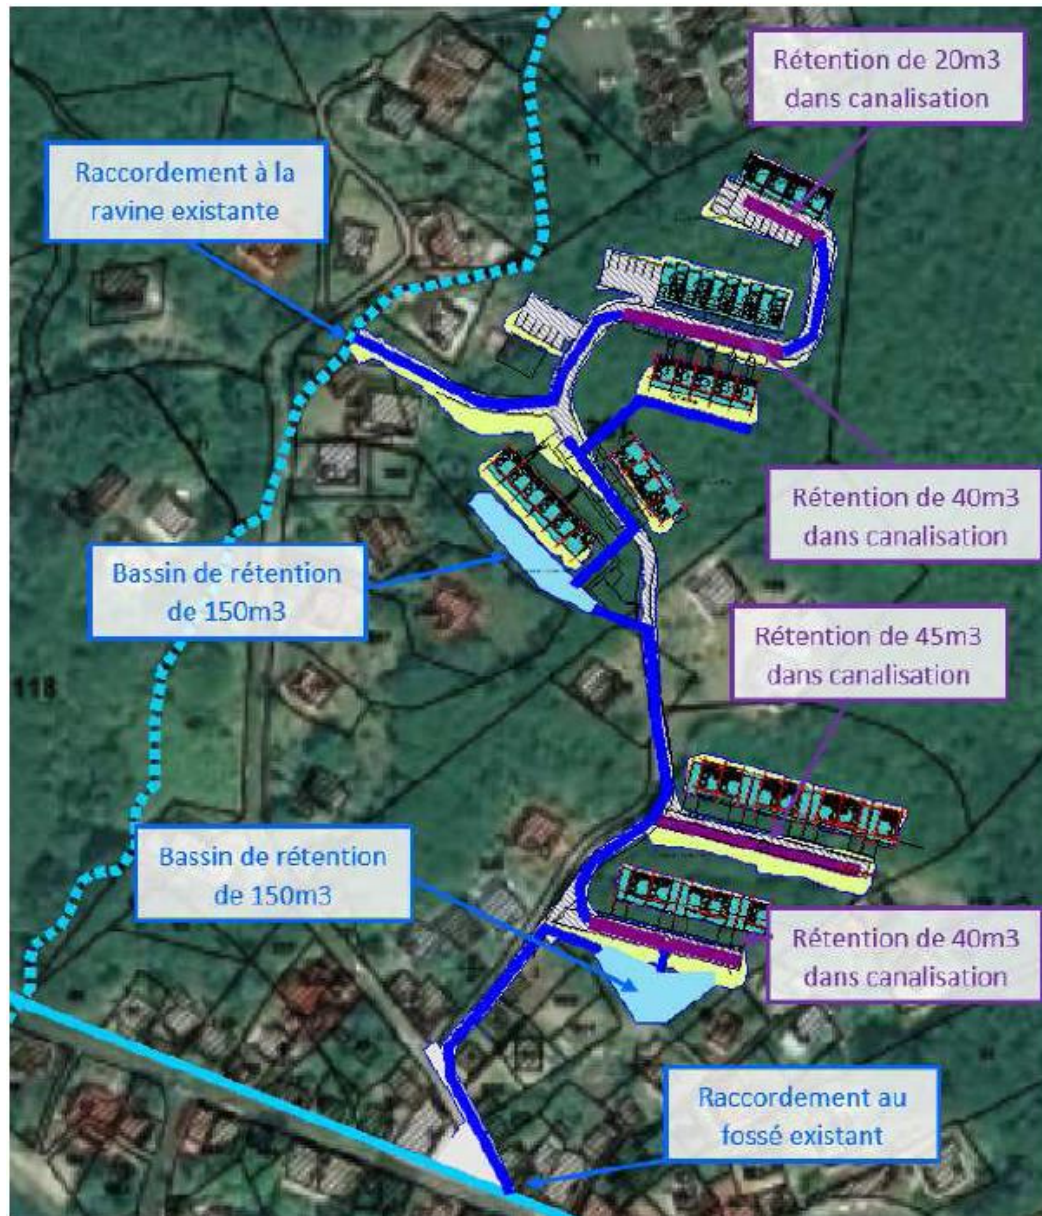 Rétention de 20m3
dans canalisation
Raccordement à la
ravine existante
Rétention de 40m3
dans canalisation
Bassin de rétention
de 150m3
Rétention de 45m3
dans canalisation
118
Bassin de rétention
de 150m3
Rétention de 40m3
dans canalisation
Raccordement au
fossé existant